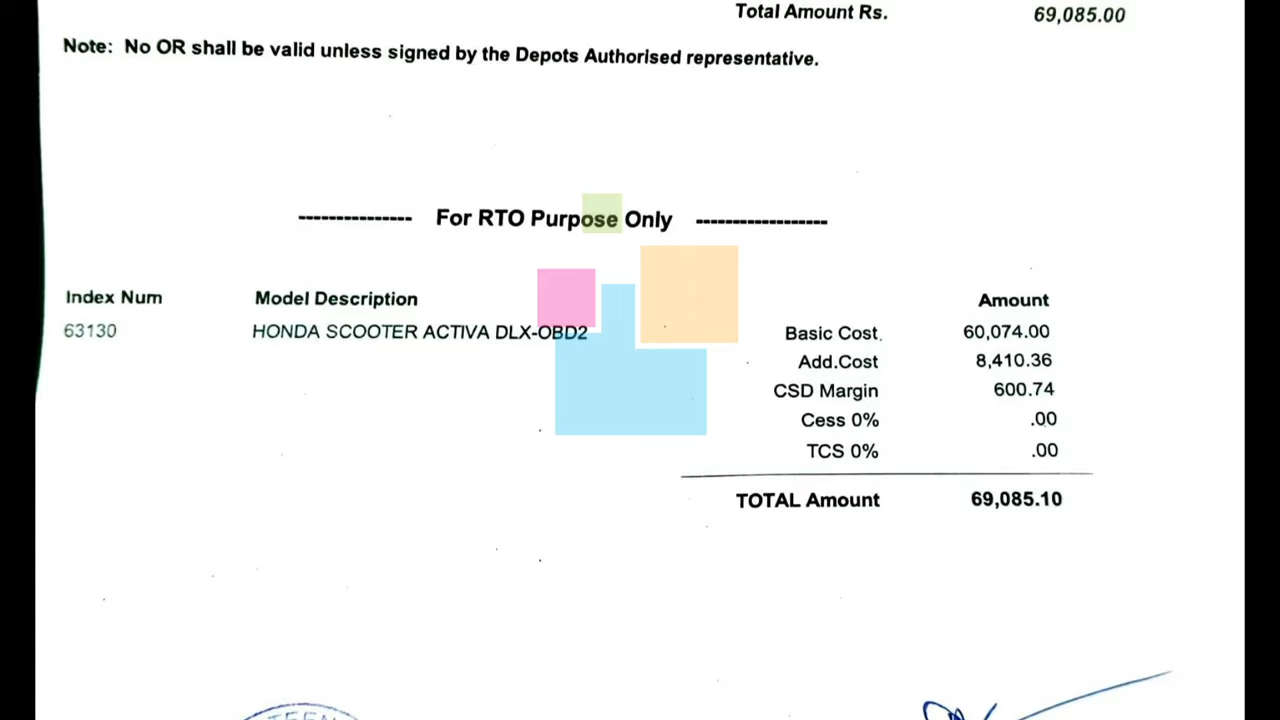 Total Amount Rs. 69,085.00
Note: No OR shall be valid unless signed by the Depots Authorised representative.
--------------- For RTO Purpose Only ------------------
Index Num Model Description Amount
63130 HONDA SCOOTER ACTIVA DLX-OBD2 Basic Cost. 60,074.00
Add.Cost 8,410.36
CSD Margin 600.74
Cess 0% .00
TCS 0% .00
TOTAL Amount 69,085.10